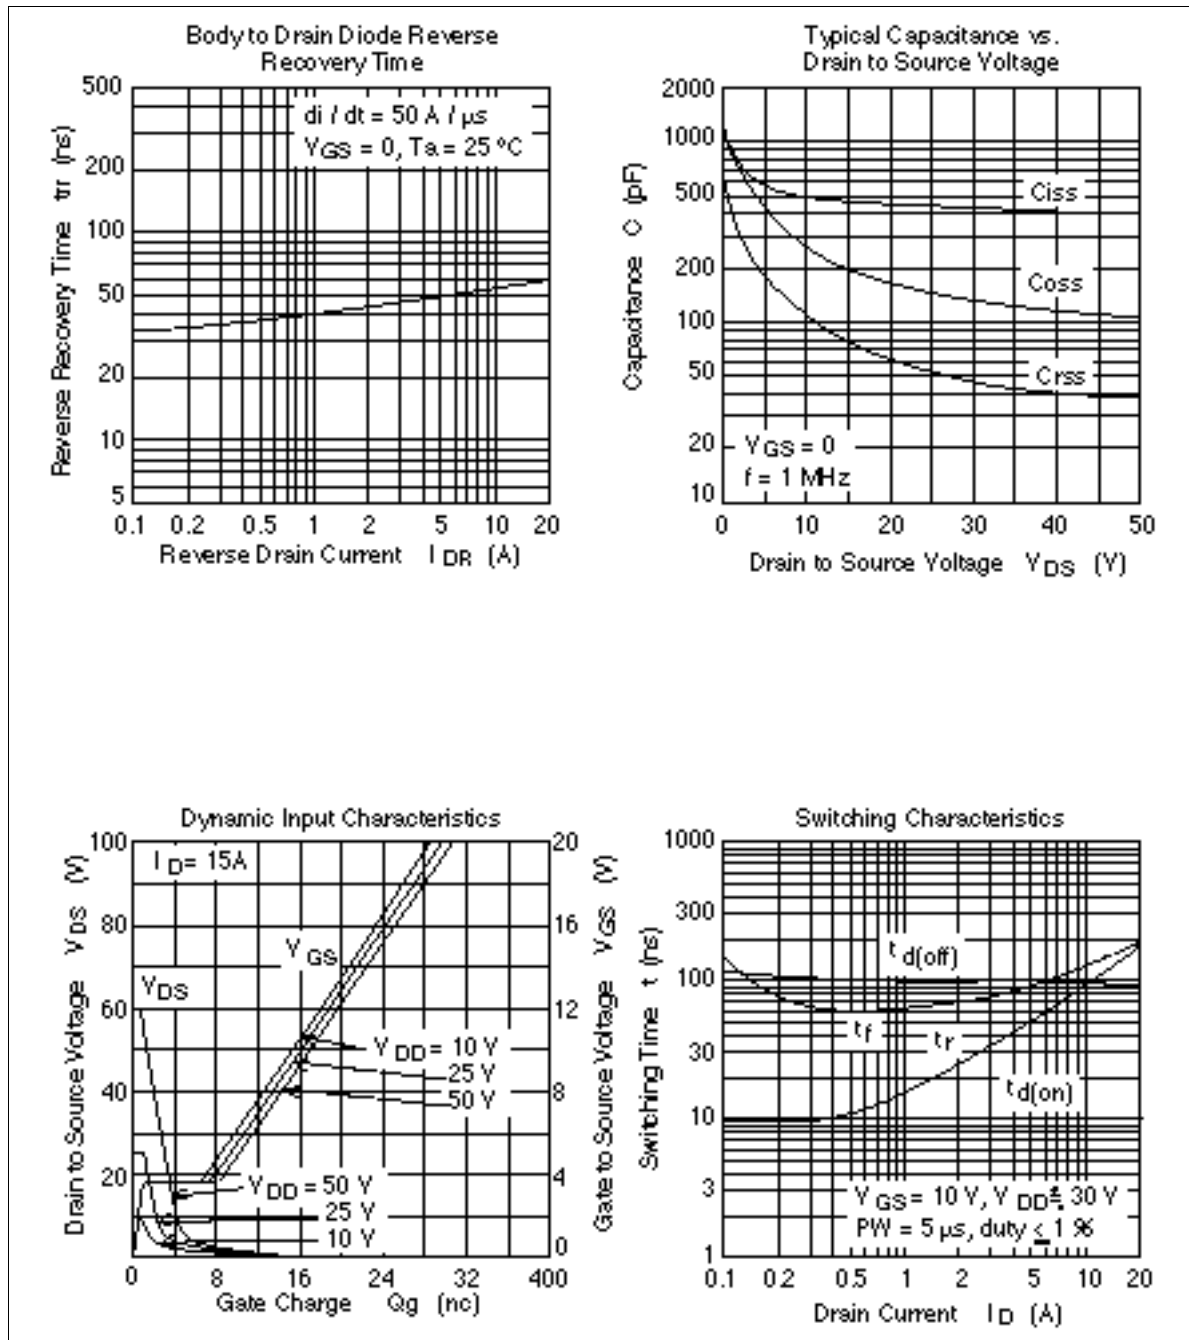 Body to Drain Diode Reverse
Recovery Time
500
200
100
50
20
10
5
Reverse Recovery Time trr (ns)
di / dt = 50 A / µs
VGS = 0, Ta = 25 °C
0.1 0.2 0.5 1 2 5 10 20
Reverse Drain Current I DR (A)
Typical Capacitance vs.
Drain to Source Voltage
2000
1000
500
200
100
50
20
10
Capacitance C (pF)
Ciss
Coss
Crss
VGS = 0
f = 1 MHz
0 10 20 30 40 50
Drain to Source Voltage VDS (V)
Dynamic Input Characteristics
100
80
60
40
20
0
Drain to Source Voltage VDS (V)
I D = 15A
VDS
VGS
VDD = 10 V
25 V
50 V
VDD = 50 V
25 V
10 V
20
16
12
8
4
0
Gate to Source Voltage VGS (V)
8 16 24 32 400
Gate Charge Qg (nc)
Switching Characteristics
1000
300
100
30
10
3
1
Switching Time t (ns)
t d(off)
tf
tr
t d(on)
VGS = 10 V, VDD = 30 V
PW = 5 µs, duty ≤ 1 %
0.1 0.2 0.5 1 2 5 10 20
Drain Current I D (A)